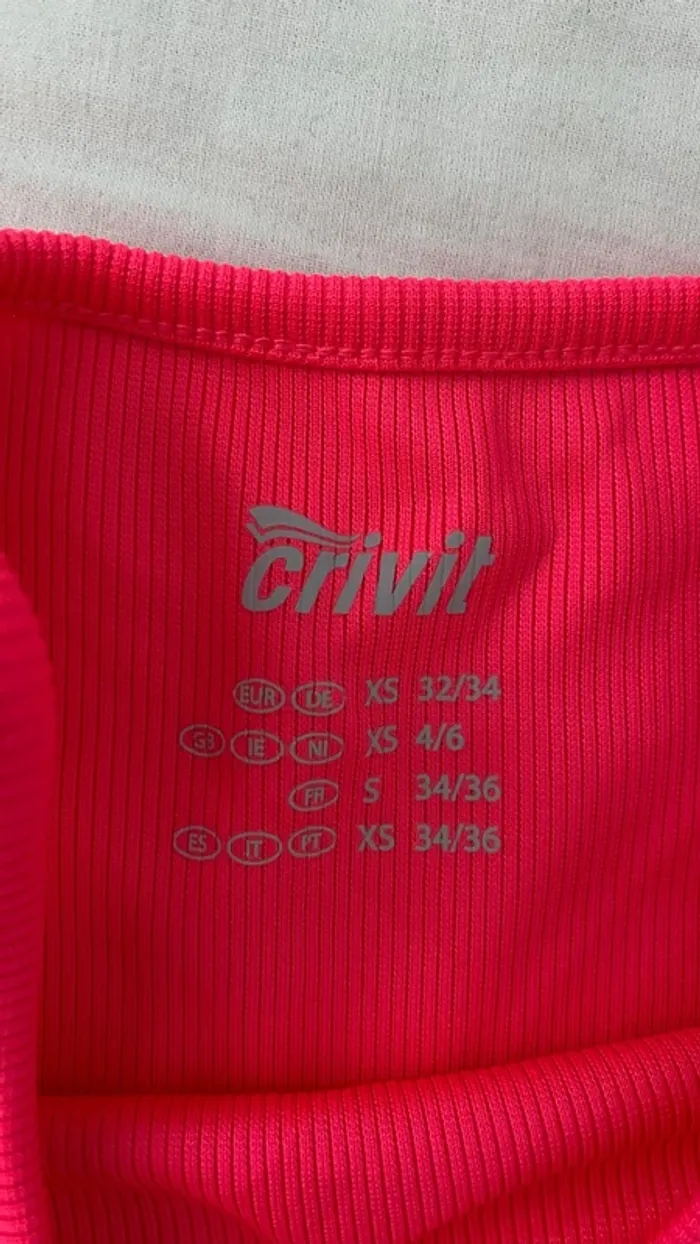 crivit
EUR DE XS 32/34
GB IE NI XS 4/6
FR S 34/36
ES IT PT XS 34/36